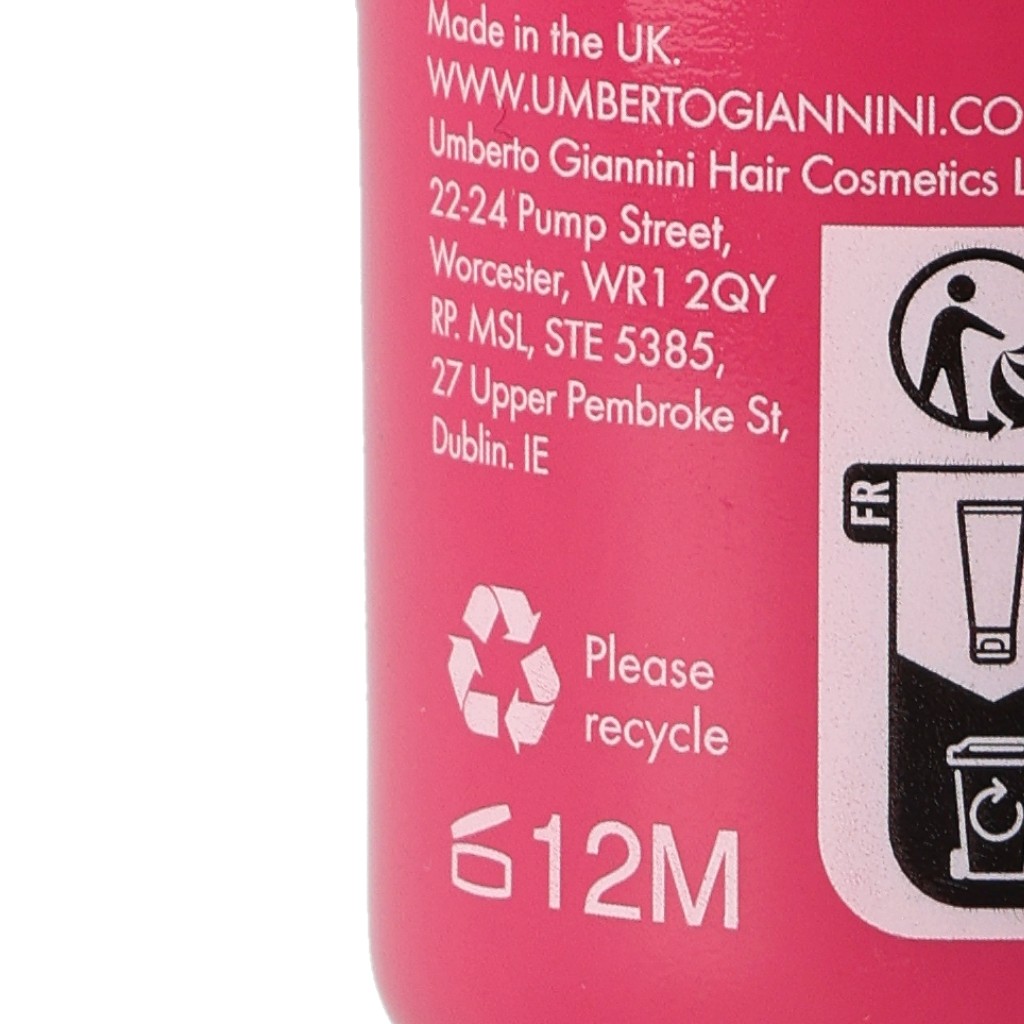 Made in the UK.
WWW.UMBERTOGIANNINI.CO
Umberto Giannini Hair Cosmetics L
22-24 Pump Street,
Worcester, WR1 2QY
RP. MSL, STE 5385,
27 Upper Pembroke St,
Dublin. IE
FR
Please
recycle
12M